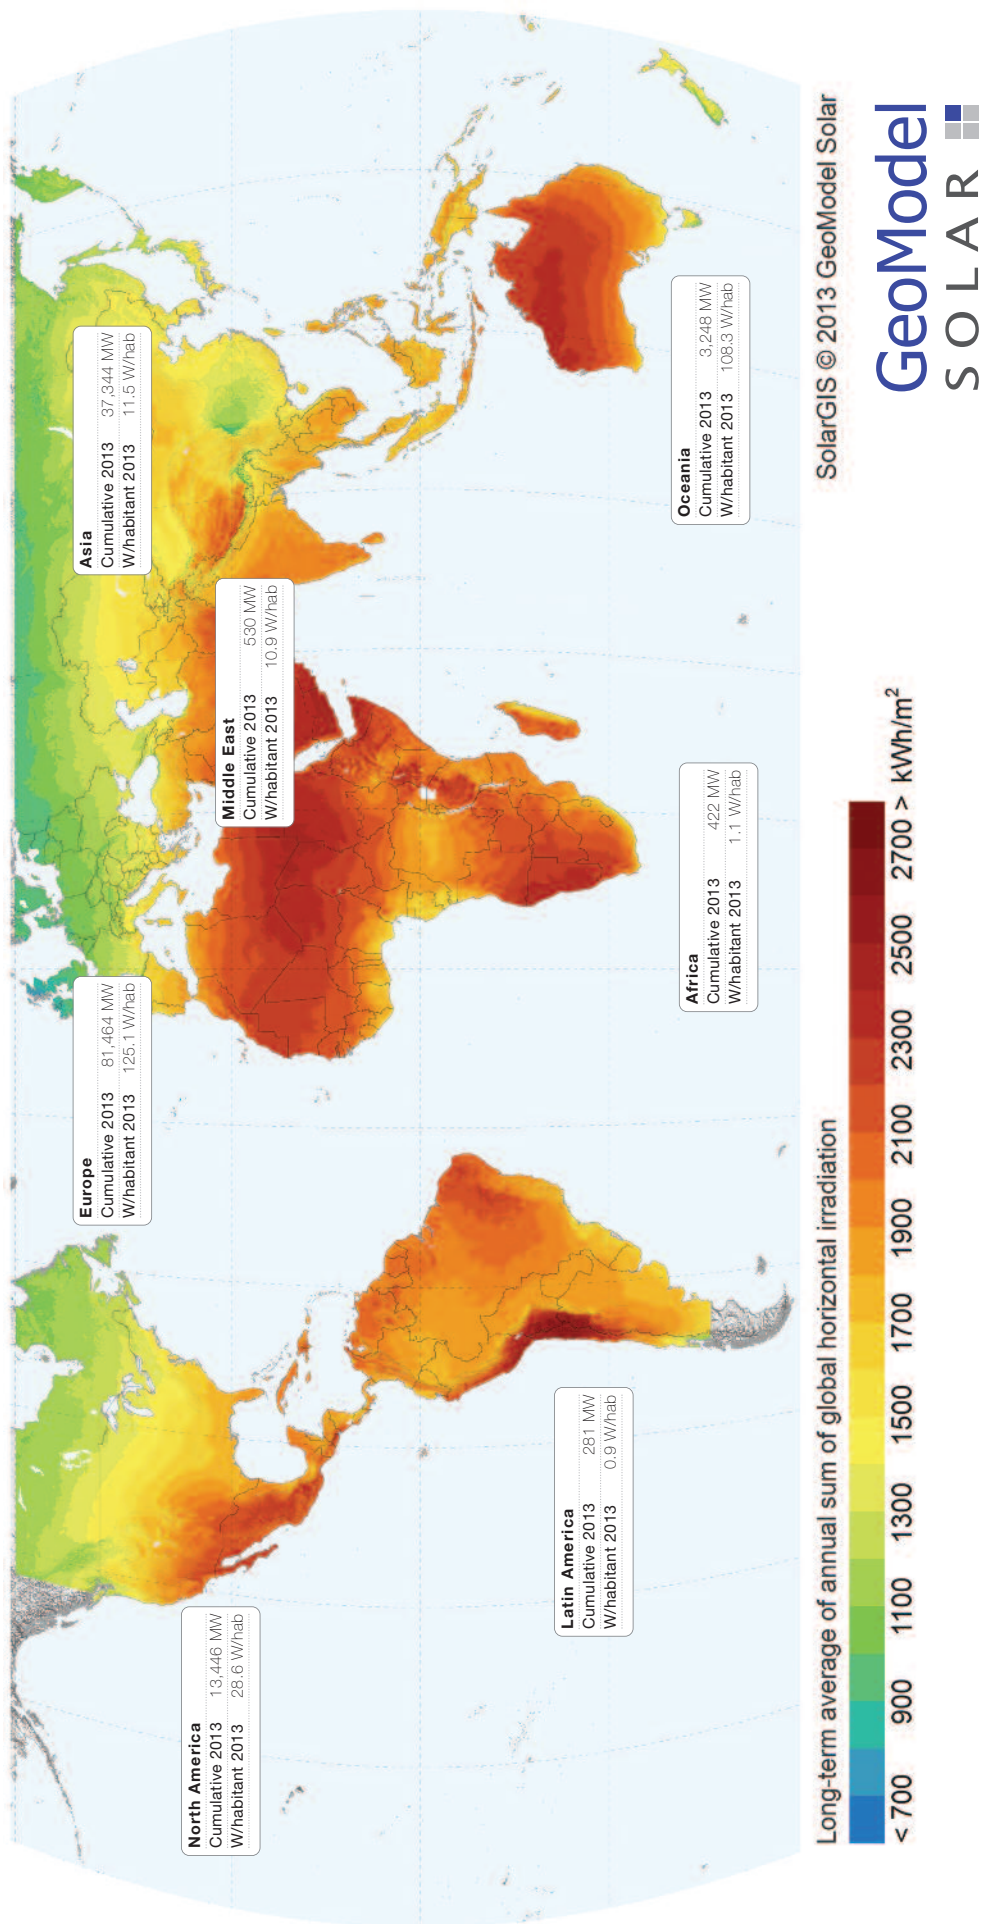 Europe
Cumulative 2013 81,464 MW
W/habitant 2013 125.1 W/hab
Asia
Cumulative 2013 37,344 MW
W/habitant 2013 11.5 W/hab
North America
Cumulative 2013 13,446 MW
W/habitant 2013 28.6 W/hab
Middle East
Cumulative 2013 530 MW
W/habitant 2013 10.9 W/hab
Latin America
Cumulative 2013 281 MW
W/habitant 2013 0.9 W/hab
Africa
Cumulative 2013 422 MW
W/habitant 2013 1.1 W/hab
Oceania
Cumulative 2013 3,248 MW
W/habitant 2013 108.3 W/hab
Long-term average of annual sum of global horizontal irradiation
SolarGIS © 2013 GeoModel Solar
< 700 900 1100 1300 1500 1700 1900 2100 2300 2500 2700 > kWh/m²
GeoModel
SOLAR